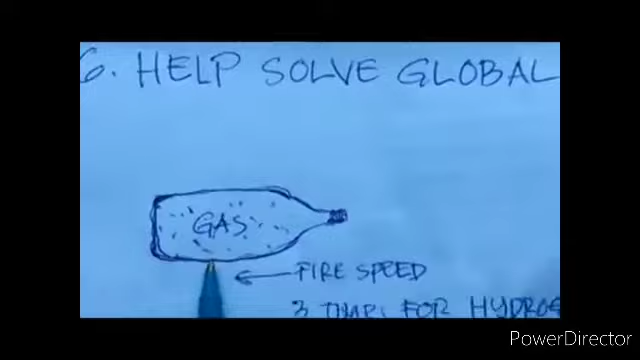 6. HELP SOLVE GLOBAL
GAS
FIRE SPEED
3 FOR
PowerDirector